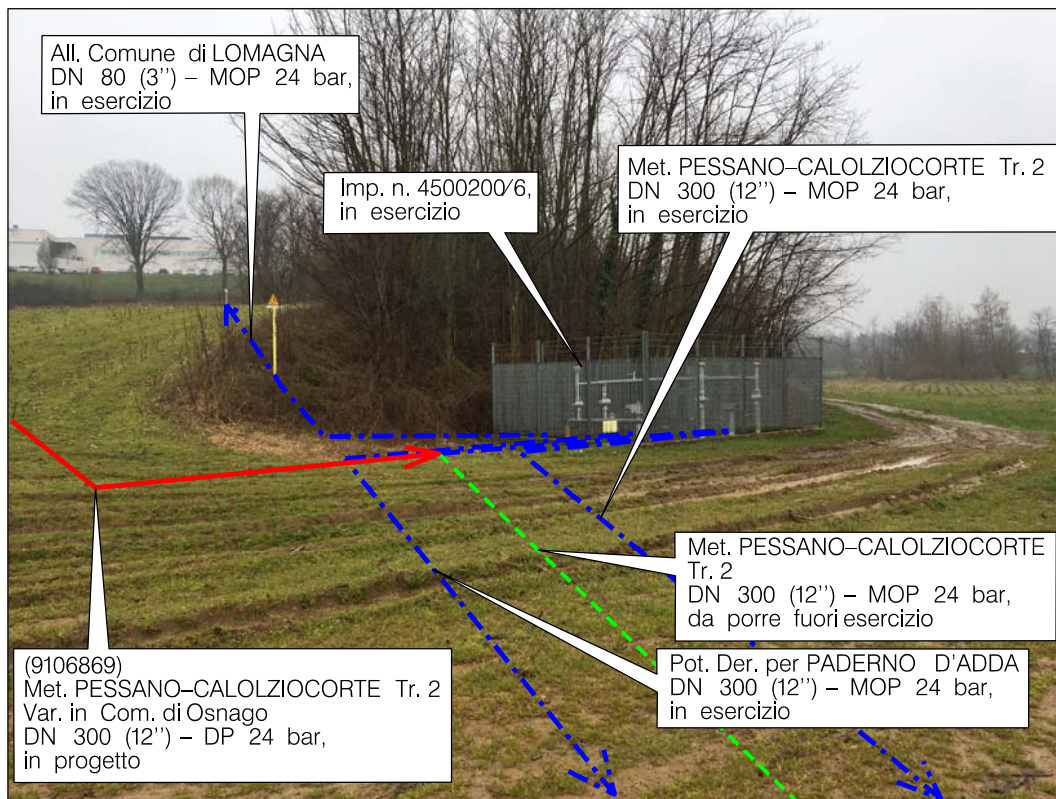 All. Comune di LOMAGNA
DN 80 (3'') – MOP 24 bar,
in esercizio
Imp. n. 4500200/6,
in esercizio
Met. PESSANO–CALOLZIOCORTE Tr. 2
DN 300 (12'') – MOP 24 bar,
in esercizio
Met. PESSANO–CALOLZIOCORTE
Tr. 2
DN 300 (12'') – MOP 24 bar,
da porre fuori esercizio
(9106869)
Met. PESSANO–CALOLZIOCORTE Tr. 2
Var. in Com. di Osnago
DN 300 (12'') – DP 24 bar,
in progetto
Pot. Der. per PADERNO D'ADDA
DN 300 (12'') – MOP 24 bar,
in esercizio